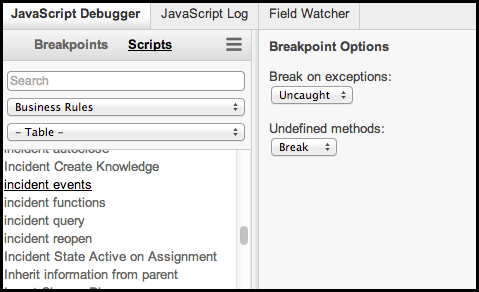 JavaScript Debugger JavaScript Log Field Watcher
Breakpoints Scripts
Search
Business Rules
- Table -
incident autoclose
Incident Create Knowledge
incident events
incident functions
incident query
incident reopen
Incident State Active on Assignment
Inherit information from parent
Breakpoint Options
Break on exceptions:
Uncaught
Undefined methods:
Break